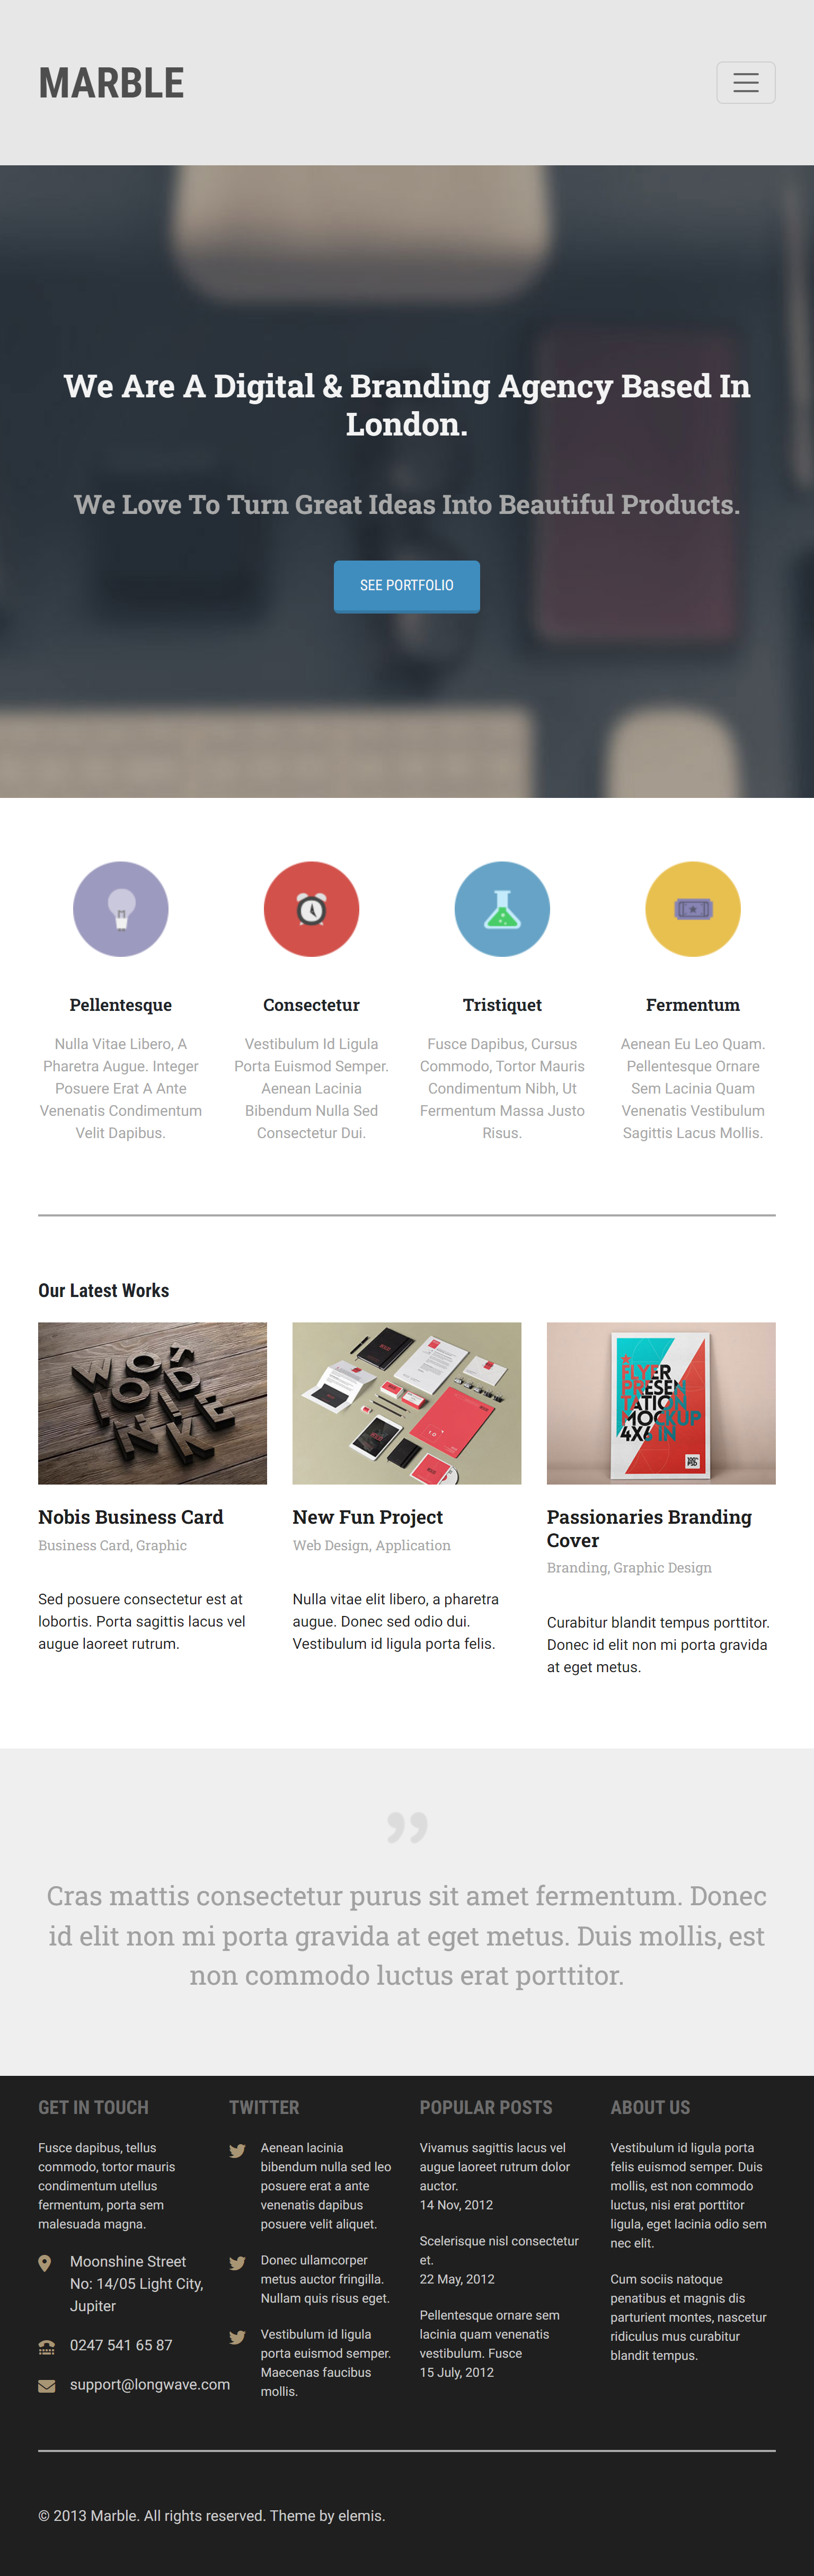 MARBLE
We Are A Digital & Branding Agency Based In
London.
We Love To Turn Great Ideas Into Beautiful Products.
SEE PORTFOLIO
Pellentesque
Nulla Vitae Libero, A
Pharetra Augue. Integer
Posuere Erat A Ante
Venenatis Condimentum
Velit Dapibus.
Consectetur
Vestibulum Id Ligula
Porta Euismod Semper.
Aenean Lacinia
Bibendum Nulla Sed
Consectetur Dui.
Tristiquet
Fusce Dapibus, Cursus
Commodo, Tortor Mauris
Condimentum Nibh, Ut
Fermentum Massa Justo
Risus.
Fermentum
Aenean Eu Leo Quam.
Pellentesque Ornare
Sem Lacinia Quam
Venenatis Vestibulum
Sagittis Lacus Mollis.
Our Latest Works
FLYER
PRESEN
TATION
MOCKUP
4X6 IN
Nobis Business Card
Business Card, Graphic
Sed posuere consectetur est at
lobortis. Porta sagittis lacus vel
augue laoreet rutrum.
New Fun Project
Web Design, Application
Nulla vitae elit libero, a pharetra
augue. Donec sed odio dui.
Vestibulum id ligula porta felis.
Passionaries Branding
Cover
Branding, Graphic Design
Curabitur blandit tempus porttitor.
Donec id elit non mi porta gravida
at eget metus.
”
Cras mattis consectetur purus sit amet fermentum. Donec
id elit non mi porta gravida at eget metus. Duis mollis, est
non commodo luctus erat porttitor.
GET IN TOUCH
Fusce dapibus, tellus
commodo, tortor mauris
condimentum utellus
fermentum, porta sem
malesuada magna.
Moonshine Street
No: 14/05 Light City,
Jupiter
0247 541 65 87
support@longwave.com
TWITTER
Aenean lacinia
bibendum nulla sed leo
posuere erat a ante
venenatis dapibus
posuere velit aliquet.
Donec ullamcorper
metus auctor fringilla.
Nullam quis risus eget.
Vestibulum id ligula
porta euismod semper.
Maecenas faucibus
mollis.
POPULAR POSTS
Vivamus sagittis lacus vel
augue laoreet rutrum dolor
auctor.
14 Nov, 2012
Scelerisque nisl consectetur
et.
22 May, 2012
Pellentesque ornare sem
lacinia quam venenatis
vestibulum. Fusce
15 July, 2012
ABOUT US
Vestibulum id ligula porta
felis euismod semper. Duis
mollis, est non commodo
luctus, nisi erat porttitor
ligula, eget lacinia odio sem
nec elit.
Cum sociis natoque
penatibus et magnis dis
parturient montes, nascetur
ridiculus mus curabitur
blandit tempus.
© 2013 Marble. All rights reserved. Theme by elemis.